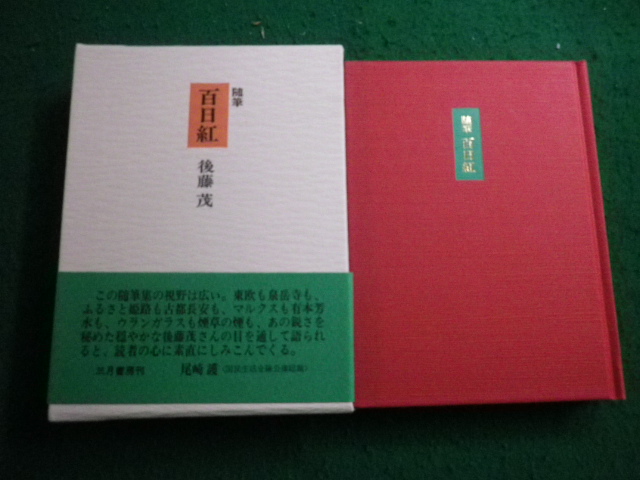 随筆
百日紅
後藤 茂
この随筆集の視野は広い。東欧も泉岳寺も、
ふるさと姫路も古都長安も、マルクスも有本芳
水も、ウランガラスも煙草の煙も、あの鋭さを
秘めた穏やかな後藤茂さんの目を通して語られ
ると、読者の心に素直にしみこんでくる。
尾崎 護
書房刊
随筆 百日紅